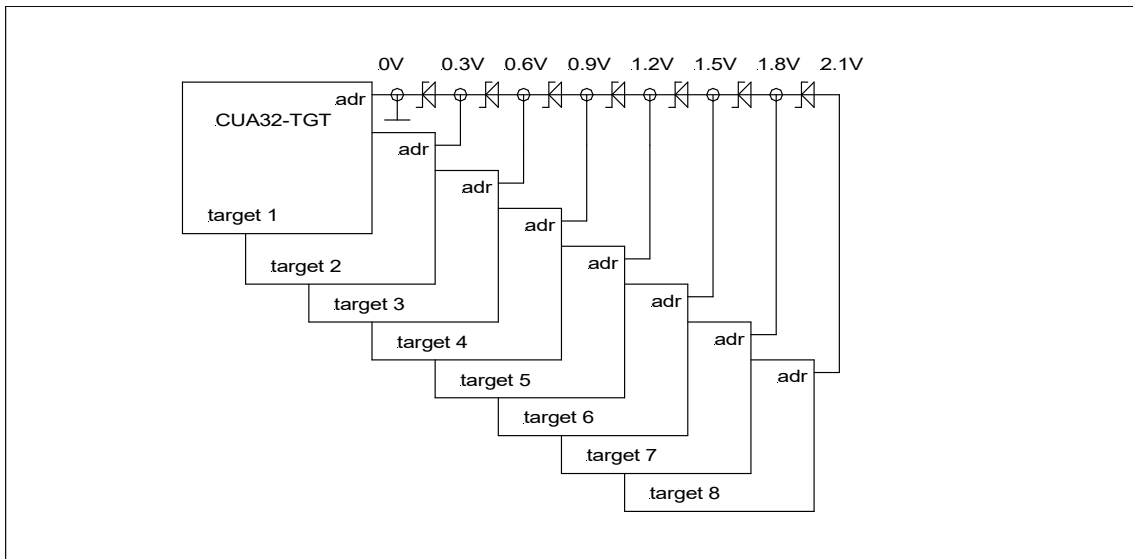 0V 0.3V 0.6V 0.9V 1.2V 1.5V 1.8V 2.1V
adr
CUA32-TGT
adr
adr
target 1
adr
adr
target 2
adr
target 3
adr
target 4
adr
target 5
target 6
target 7
target 8